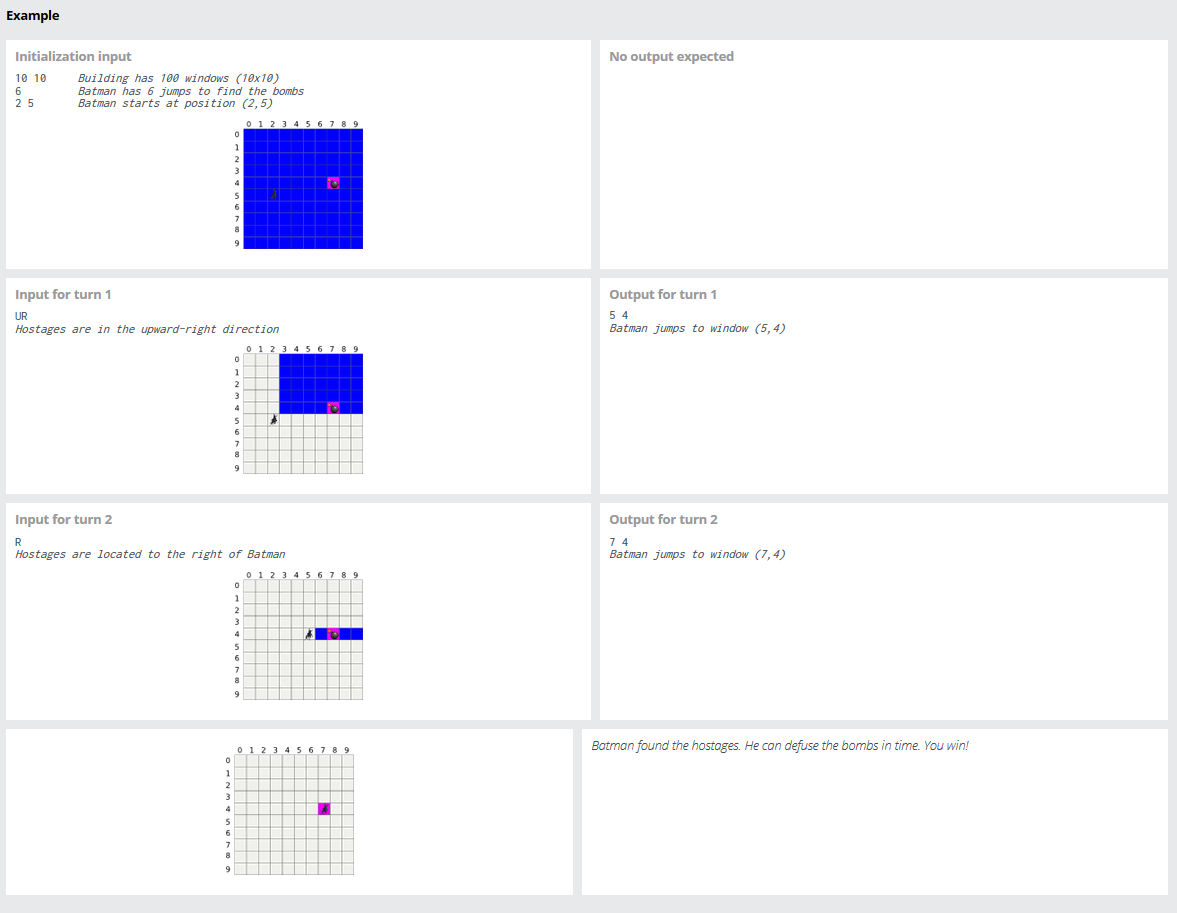 Example
Initialization input
10 10 Building has 100 windows (10x10)
6 Batman has 6 jumps to find the bombs
2 5 Batman starts at position (2,5)
0 1 2 3 4 5 6 7 8 9
0
1
2
3
4
5
6
7
8
9
No output expected
Input for turn 1
UR
Hostages are in the upward-right direction
0 1 2 3 4 5 6 7 8 9
0
1
2
3
4
5
6
7
8
9
Output for turn 1
5 4
Batman jumps to window (5,4)
Input for turn 2
R
Hostages are located to the right of Batman
0 1 2 3 4 5 6 7 8 9
0
1
2
3
4
5
6
7
8
9
Output for turn 2
7 4
Batman jumps to window (7,4)
0 1 2 3 4 5 6 7 8 9
0
1
2
3
4
5
6
7
8
9
Batman found the hostages. He can defuse the bombs in time. You win!